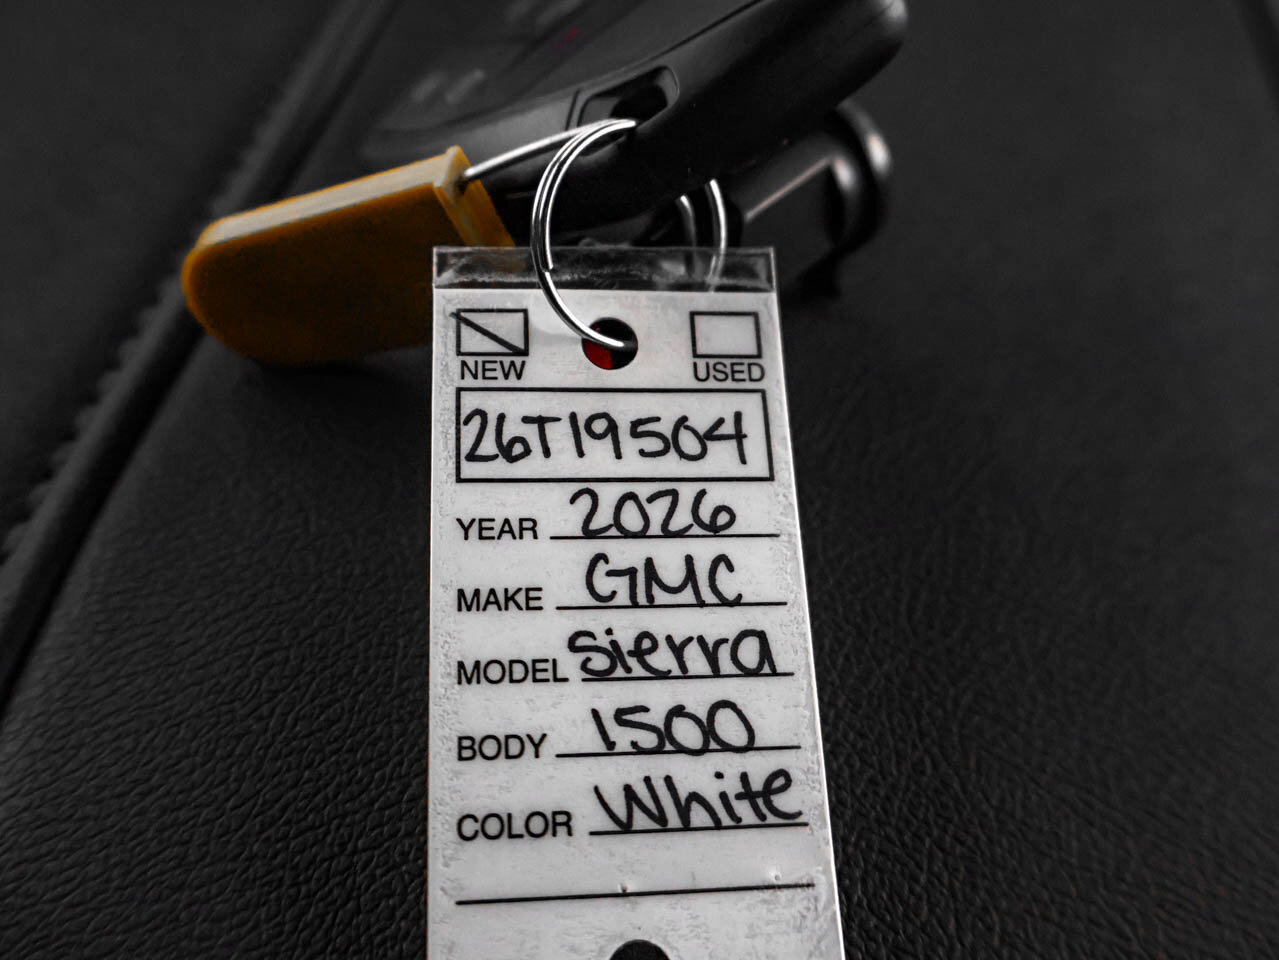 NEW USED
26T19504
YEAR 2026
MAKE GMC
MODEL Sierra
BODY 1500
COLOR White